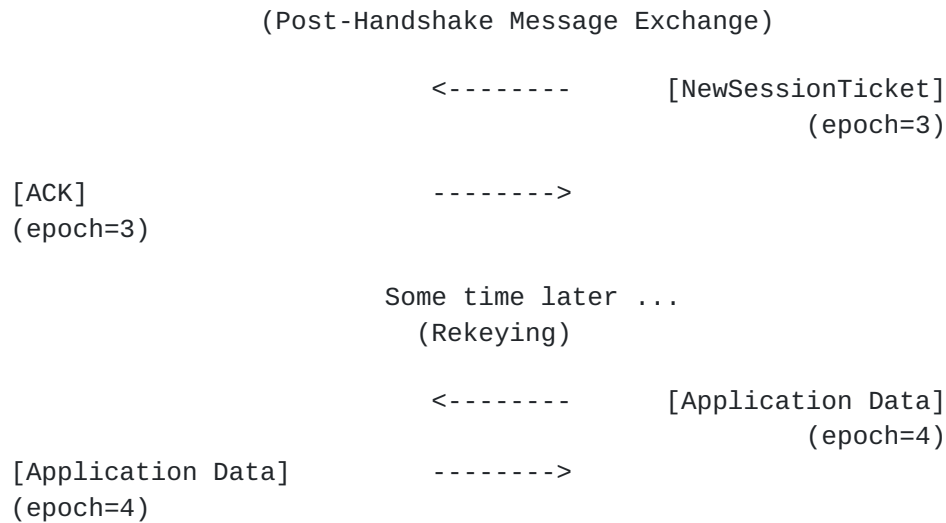 (Post-Handshake Message Exchange)
<-------- [NewSessionTicket]
(epoch=3)
[ACK] -------->
(epoch=3)
Some time later ...
(Rekeying)
<-------- [Application Data]
(epoch=4)
[Application Data] -------->
(epoch=4)